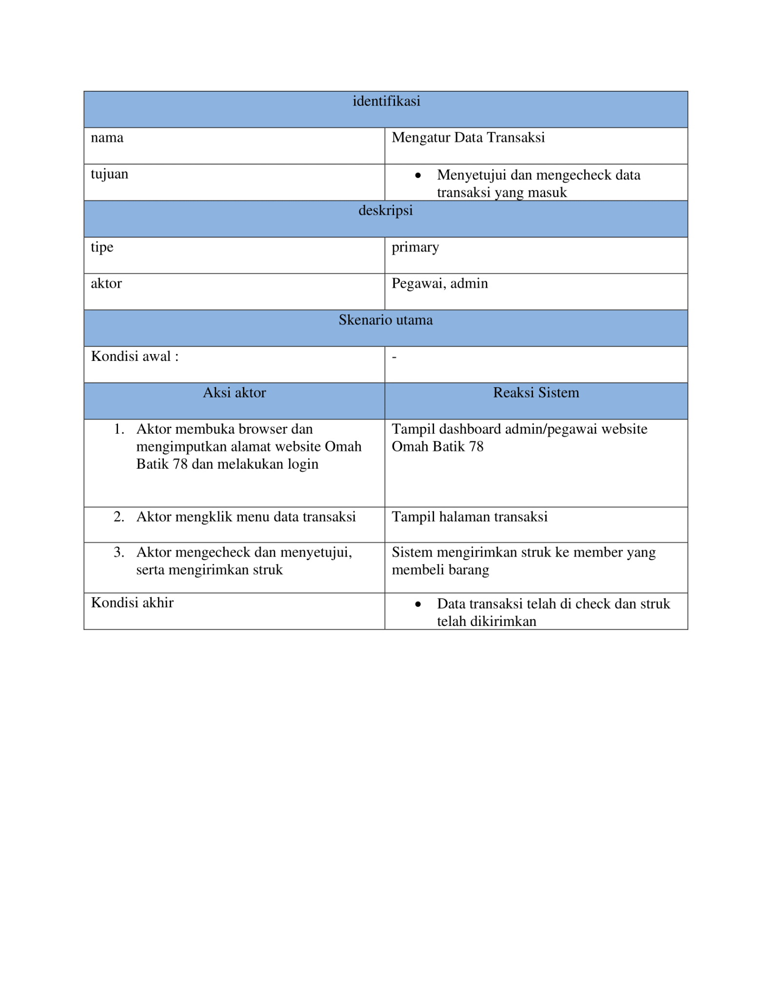 identifikasi
nama
Mengatur Data Transaksi
tujuan
• Menyetujui dan mengecheck data
transaksi yang masuk
deskripsi
tipe
primary
aktor
Pegawai, admin
Skenario utama
Kondisi awal :
-
Aksi aktor
Reaksi Sistem
1. Aktor membuka browser dan
mengimputkan alamat website Omah
Batik 78 dan melakukan login
Tampil dashboard admin/pegawai website
Omah Batik 78
2. Aktor mengklik menu data transaksi
Tampil halaman transaksi
3. Aktor mengecheck dan menyetujui,
serta mengirimkan struk
Sistem mengirimkan struk ke member yang
membeli barang
Kondisi akhir
• Data transaksi telah di check dan struk
telah dikirimkan